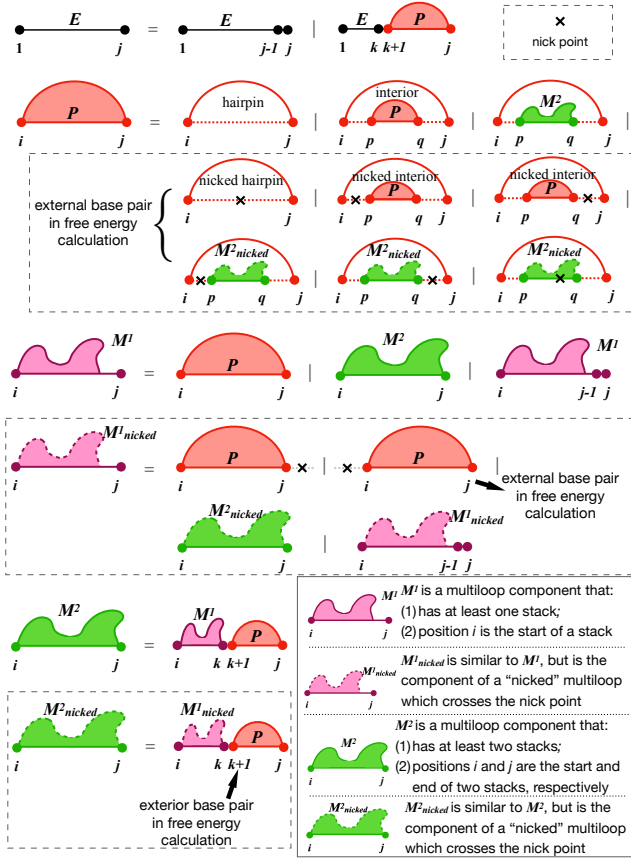 E = E | E P
1 j 1 j-1 j 1 k k+1 j
nick point
P = hairpin | interior P | M² |
i j i j i p q j i p q j
external base pair
in free energy
calculation
nicked hairpin | nicked interior P | nicked interior P |
i j i p q j i p q j
M²nicked | M²nicked | M²nicked
i p q j i p q j i p q j
M¹ = P | M² | M¹
i j i j i j i j-1 j
M¹nicked = P | P |
i j i j i j
external base pair
in free energy
calculation
M²nicked | M¹nicked
i j i j-1 j
M² = M¹ P
i j i k k+1 j
M²nicked = M¹nicked P
i j i k k+1 j
exterior base pair
in free energy
calculation
M¹
i j
M¹ is a multiloop component that:
(1) has at least one stack;
(2) position i is the start of a stack
M¹nicked
i j
M¹nicked is similar to M¹, but is the
component of a “nicked” multiloop
which crosses the nick point
M²
i j
M² is a multiloop component that:
(1) has at least two stacks;
(2) positions i and j are the start and
end of two stacks, respectively
M²nicked
i j
M²nicked is similar to M², but is the
component of a “nicked” multiloop
which crosses the nick point